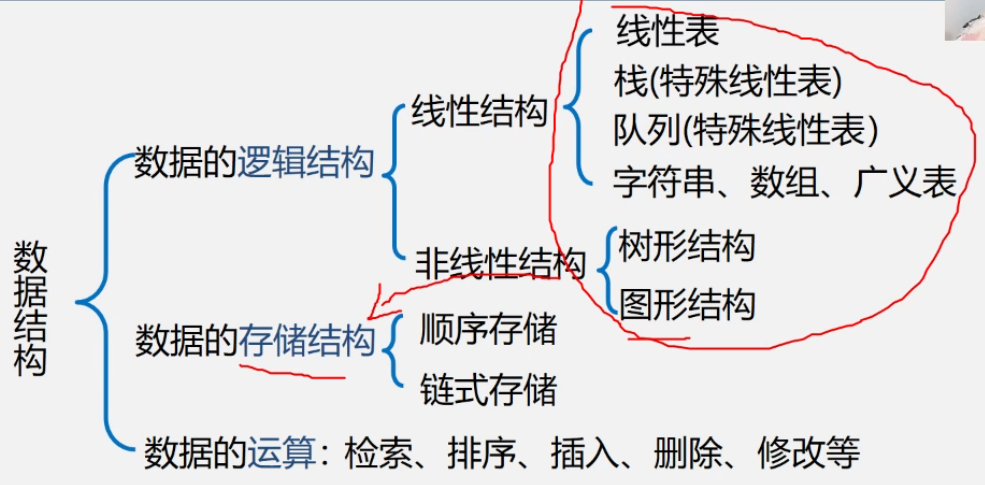 线性表
栈(特殊线性表)
线性结构
队列(特殊线性表)
数据的逻辑结构
字符串、数组、广义表
非线性结构
树形结构
图形结构
数据结构
数据的存储结构
顺序存储
链式存储
数据的运算：检索、排序、插入、删除、修改等